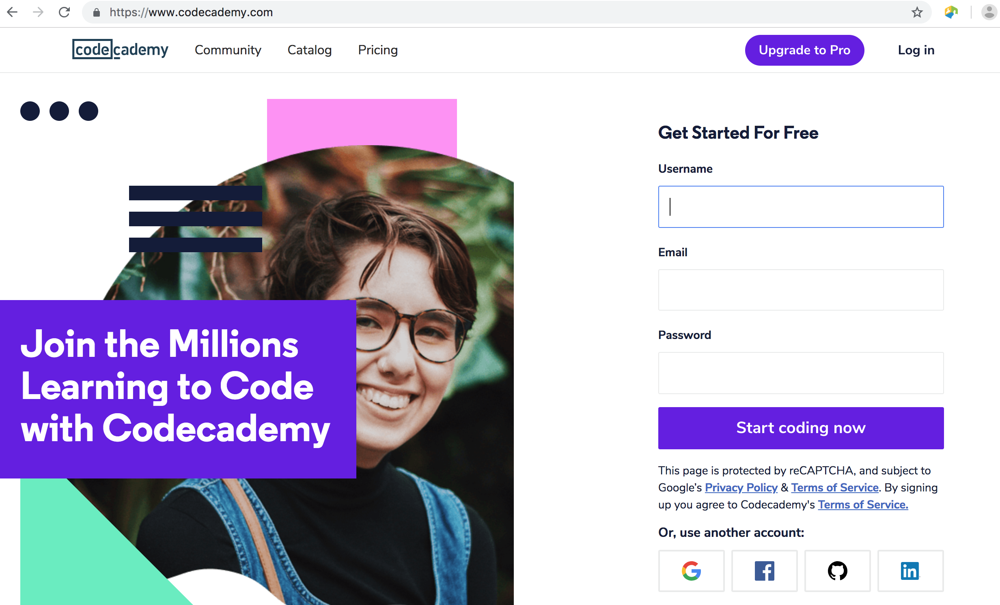 https://www.codecademy.com
codecademy Community Catalog Pricing Upgrade to Pro Log in
Join the Millions
Learning to Code
with Codecademy
Get Started For Free
Username
Email
Password
Start coding now
This page is protected by reCAPTCHA, and subject to
Google’s Privacy Policy & Terms of Service. By signing
up you agree to Codecademy's Terms of Service.
Or, use another account:
G f in